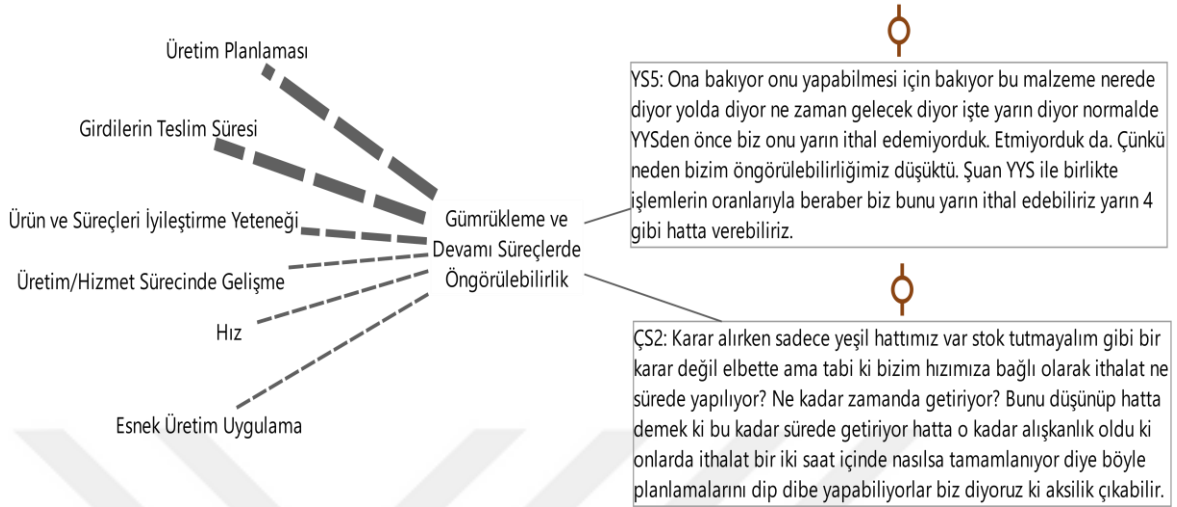 Üretim Planlaması
Girdilerin Teslim Süresi
Ürün ve Süreçleri İyileştirme Yeteneği
Üretim/Hizmet Sürecinde Gelişme
Hız
Esnek Üretim Uygulama
Gümrükleme ve
Devamı Süreçlerde
Öngörülebilirlik
YS5: Ona bakıyor onu yapabilmesi için bakıyor bu malzeme nerede
diyor yolda diyor ne zaman gelecek diyor işte yarın diyor normalde
YYSden önce biz onu yarın ithal edemiyorduk. Etmiyorduk da. Çünkü
neden bizim öngörülebilirliğimiz düşüktü. Şuan YYS ile birlikte
işlemlerin oranlarıyla beraber biz bunu yarın ithal edebiliriz yarın 4
gibi hatta verebiliriz.
ÇS2: Karar alırken sadece yeşil hattımız var stok tutmayalım gibi bir
karar değil elbette ama tabi ki bizim hızımıza bağlı olarak ithalat ne
sürede yapılıyor? Ne kadar zamanda getiriyor? Bunu düşünüp hatta
demek ki bu kadar sürede getiriyor hatta o kadar alışkanlık oldu ki
onlarda ithalat bir iki saat içinde nasılsa tamamlanıyor diye böyle
planlamalarını dip dibe yapabiliyorlar biz diyoruz ki aksilik çıkabilir.